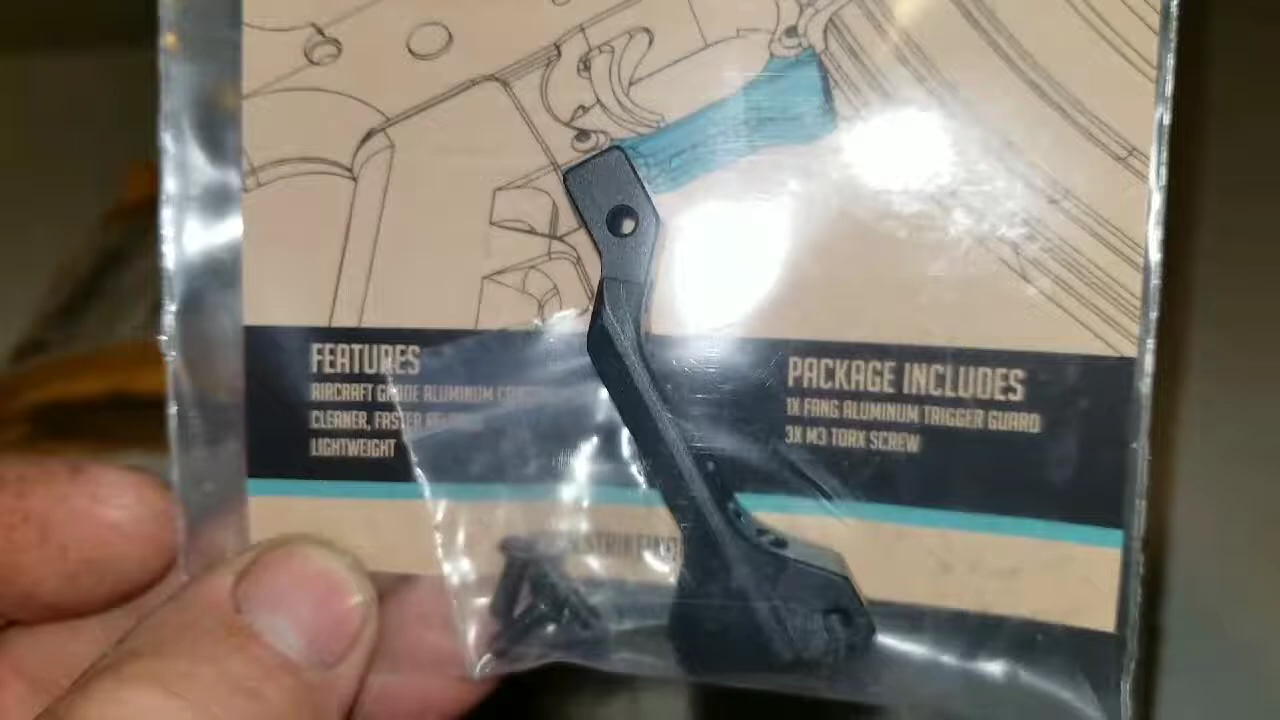 FEATURES
AIRCRAFT GRADE ALUMINUM
CLEANER, FASTER
LIGHTWEIGHT
PACKAGE INCLUDES
1X FANG ALUMINUM TRIGGER GUARD
3X M3 TORX SCREW